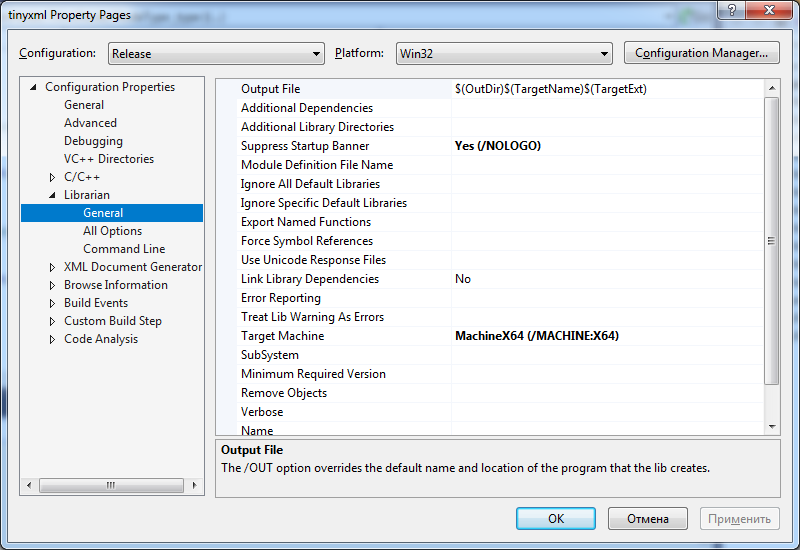 tinyxml Property Pages
Configuration: Release Platform: Win32 Configuration Manager...
Configuration Properties
General
Advanced
Debugging
VC++ Directories
C/C++
Librarian
General
All Options
Command Line
XML Document Generator
Browse Information
Build Events
Custom Build Step
Code Analysis
Output File $(OutDir)$(TargetName)$(TargetExt)
Additional Dependencies
Additional Library Directories
Suppress Startup Banner Yes (/NOLOGO)
Module Definition File Name
Ignore All Default Libraries
Ignore Specific Default Libraries
Export Named Functions
Force Symbol References
Use Unicode Response Files
Link Library Dependencies No
Error Reporting
Treat Lib Warning As Errors
Target Machine MachineX64 (/MACHINE:X64)
SubSystem
Minimum Required Version
Remove Objects
Verbose
Name
Output File
The /OUT option overrides the default name and location of the program that the lib creates.
OK Отмена Применить